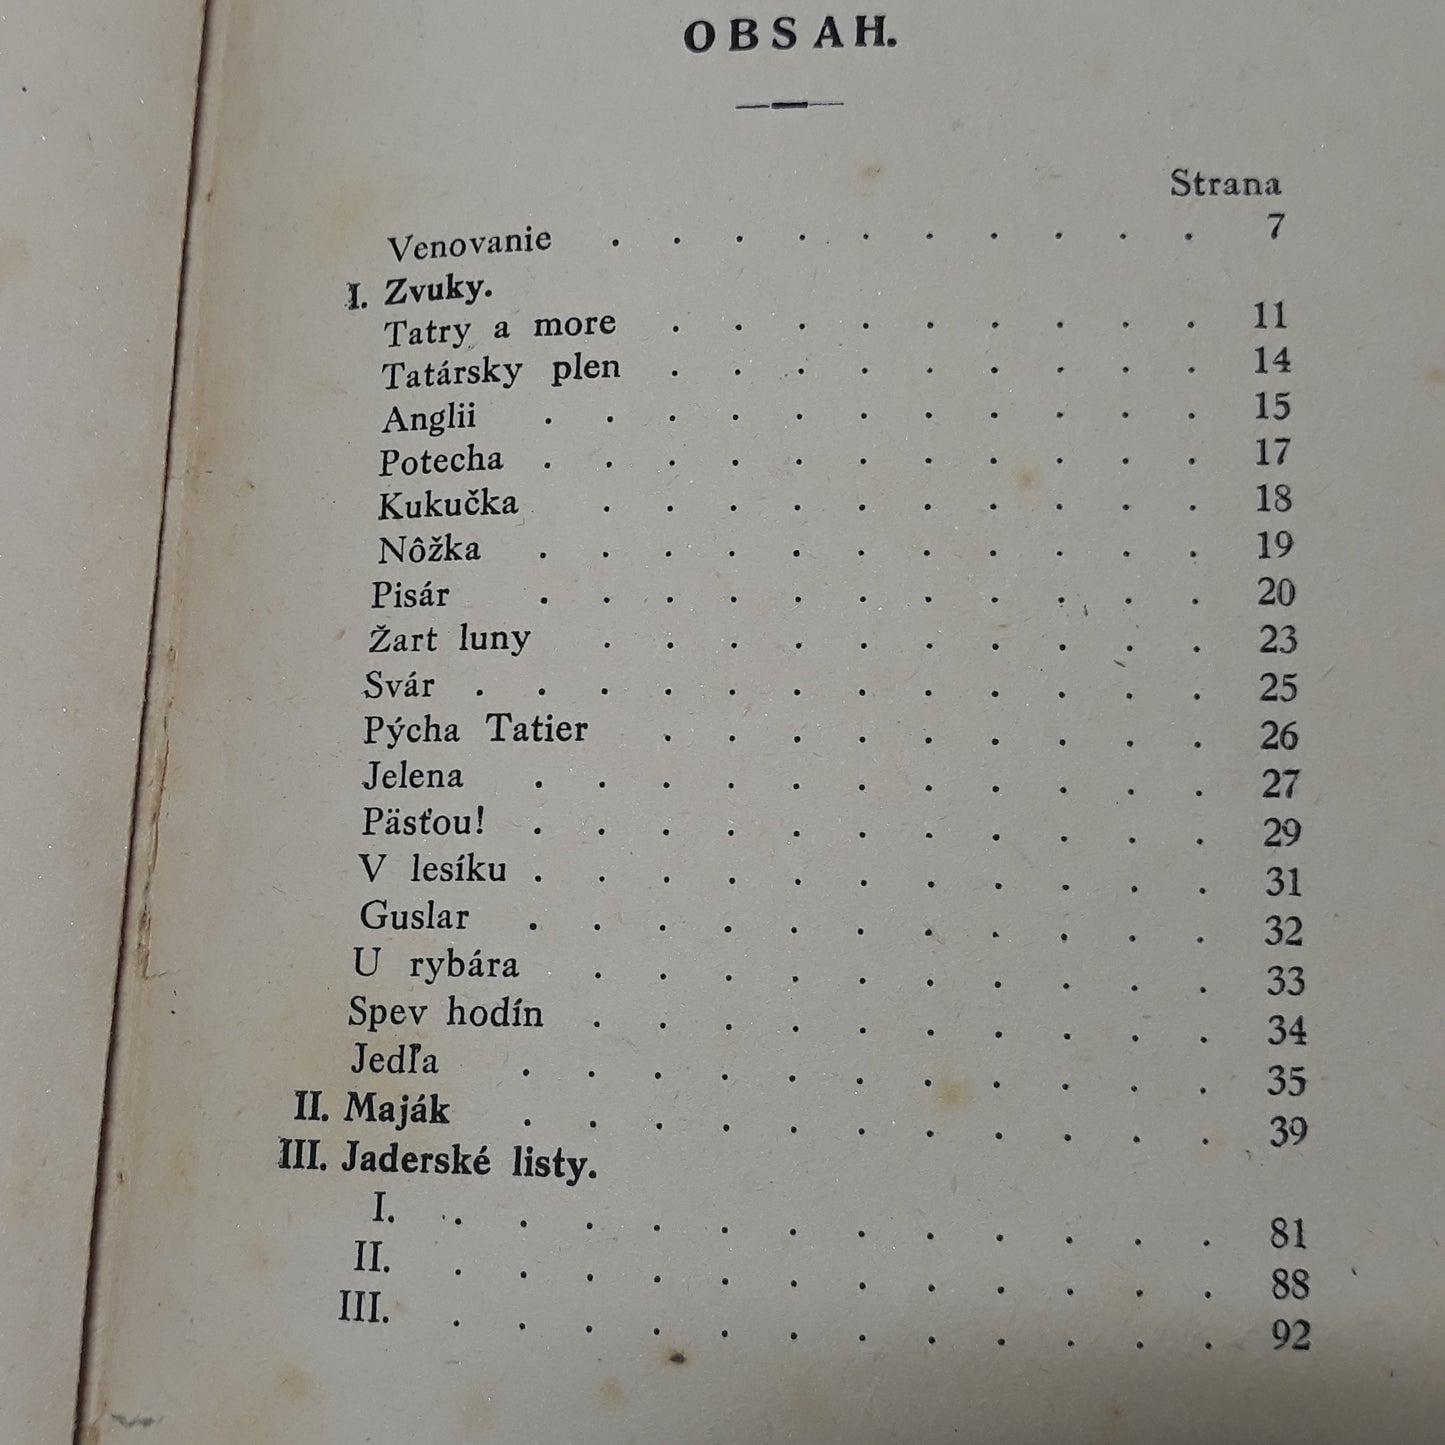 OBSAH.
Strana
Venovanie . . . . . . . . . . 7
I. Zvuky.
Tatry a more . . . . . . . . . 11
Tatársky plen . . . . . . . . . 14
Anglii . . . . . . . . . . . 15
Potecha . . . . . . . . . . . 17
Kukučka . . . . . . . . . . 18
Nôžka . . . . . . . . . . . 19
Pisár . . . . . . . . . . . 20
Žart luny . . . . . . . . . . 23
Svár . . . . . . . . . . . . 25
Pýcha Tatier . . . . . . . . . 26
Jelena . . . . . . . . . . . 27
Päsťou! . . . . . . . . . . . 29
V lesíku . . . . . . . . . . . 31
Guslar . . . . . . . . . . . 32
U rybára . . . . . . . . . . 33
Spev hodín . . . . . . . . . . 34
Jedľa . . . . . . . . . . . 35
II. Maják . . . . . . . . . . . 39
III. Jaderské listy.
I. . . . . . . . . . . . . 81
II. . . . . . . . . . . . . 88
III. . . . . . . . . . . . . 92